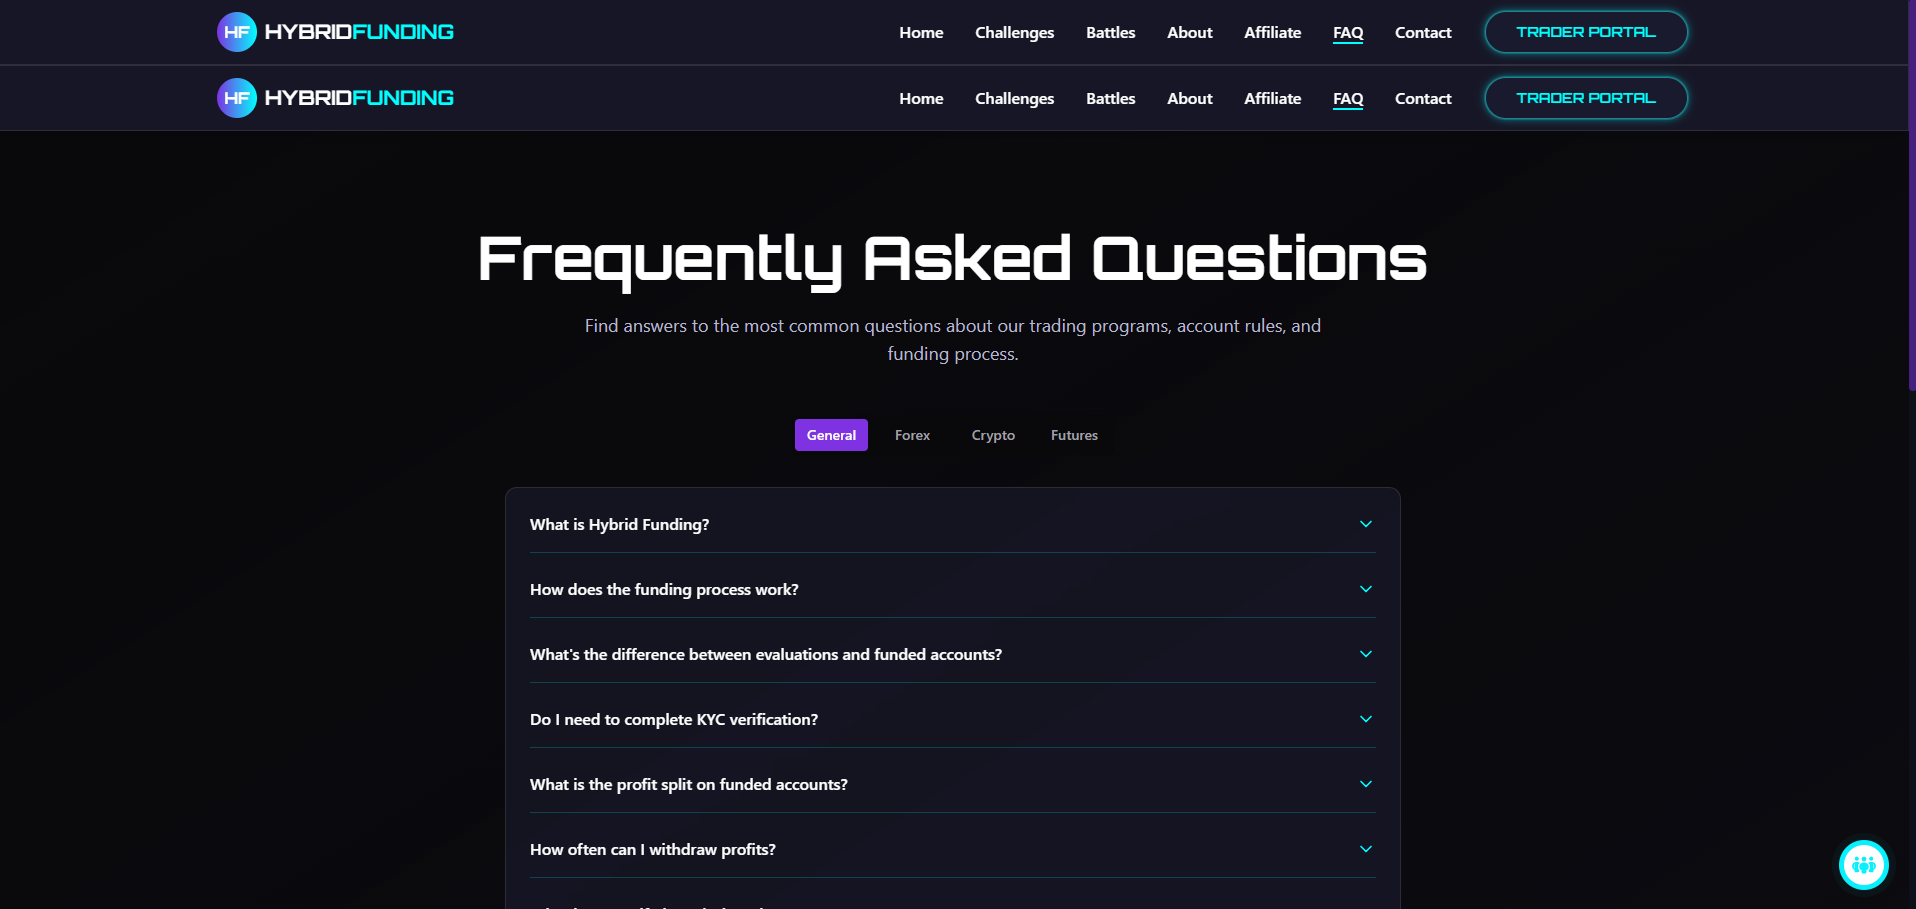 HF HYBRIDFUNDING Home Challenges Battles About Affiliate FAQ Contact TRADER PORTAL
HF HYBRIDFUNDING Home Challenges Battles About Affiliate FAQ Contact TRADER PORTAL
Frequently Asked Questions
Find answers to the most common questions about our trading programs, account rules, and
funding process.
General Forex Crypto Futures
What is Hybrid Funding?
How does the funding process work?
What's the difference between evaluations and funded accounts?
Do I need to complete KYC verification?
What is the profit split on funded accounts?
How often can I withdraw profits?